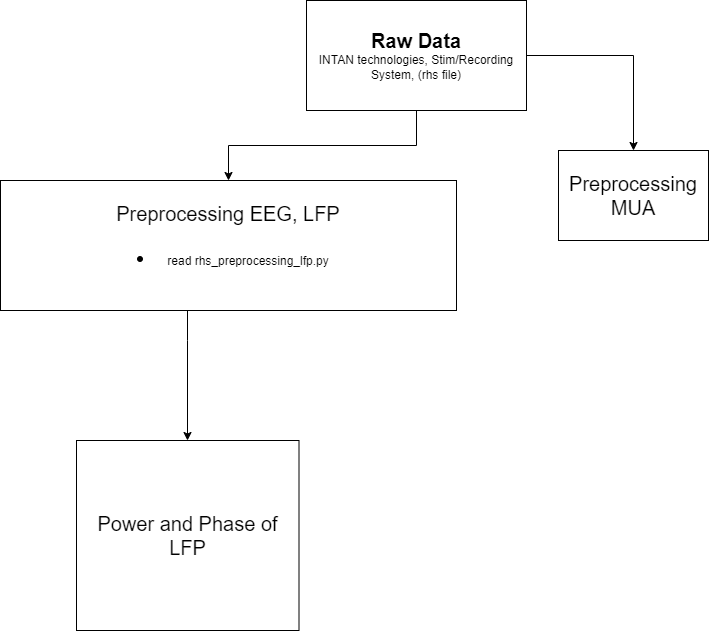 Raw Data
INTAN technologies, Stim/Recording
System, (rhs file)
Preprocessing
MUA
Preprocessing EEG, LFP
• read rhs_preprocessing_lfp.py
Power and Phase of
LFP